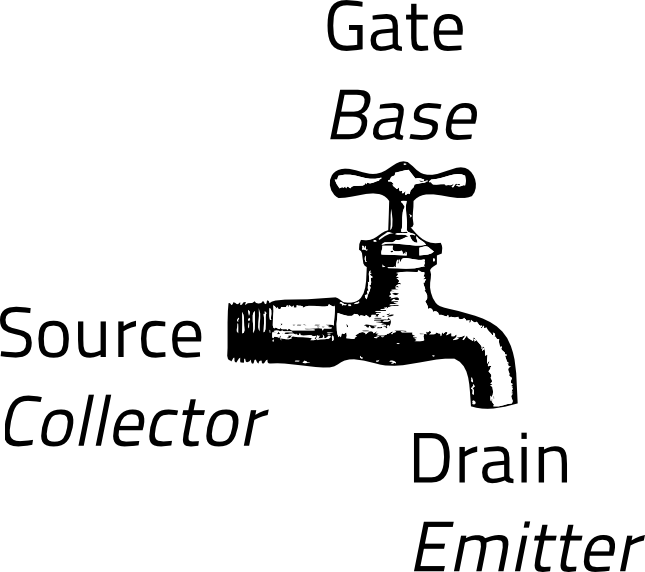 Gate
Base
Source
Collector
Drain
Emitter